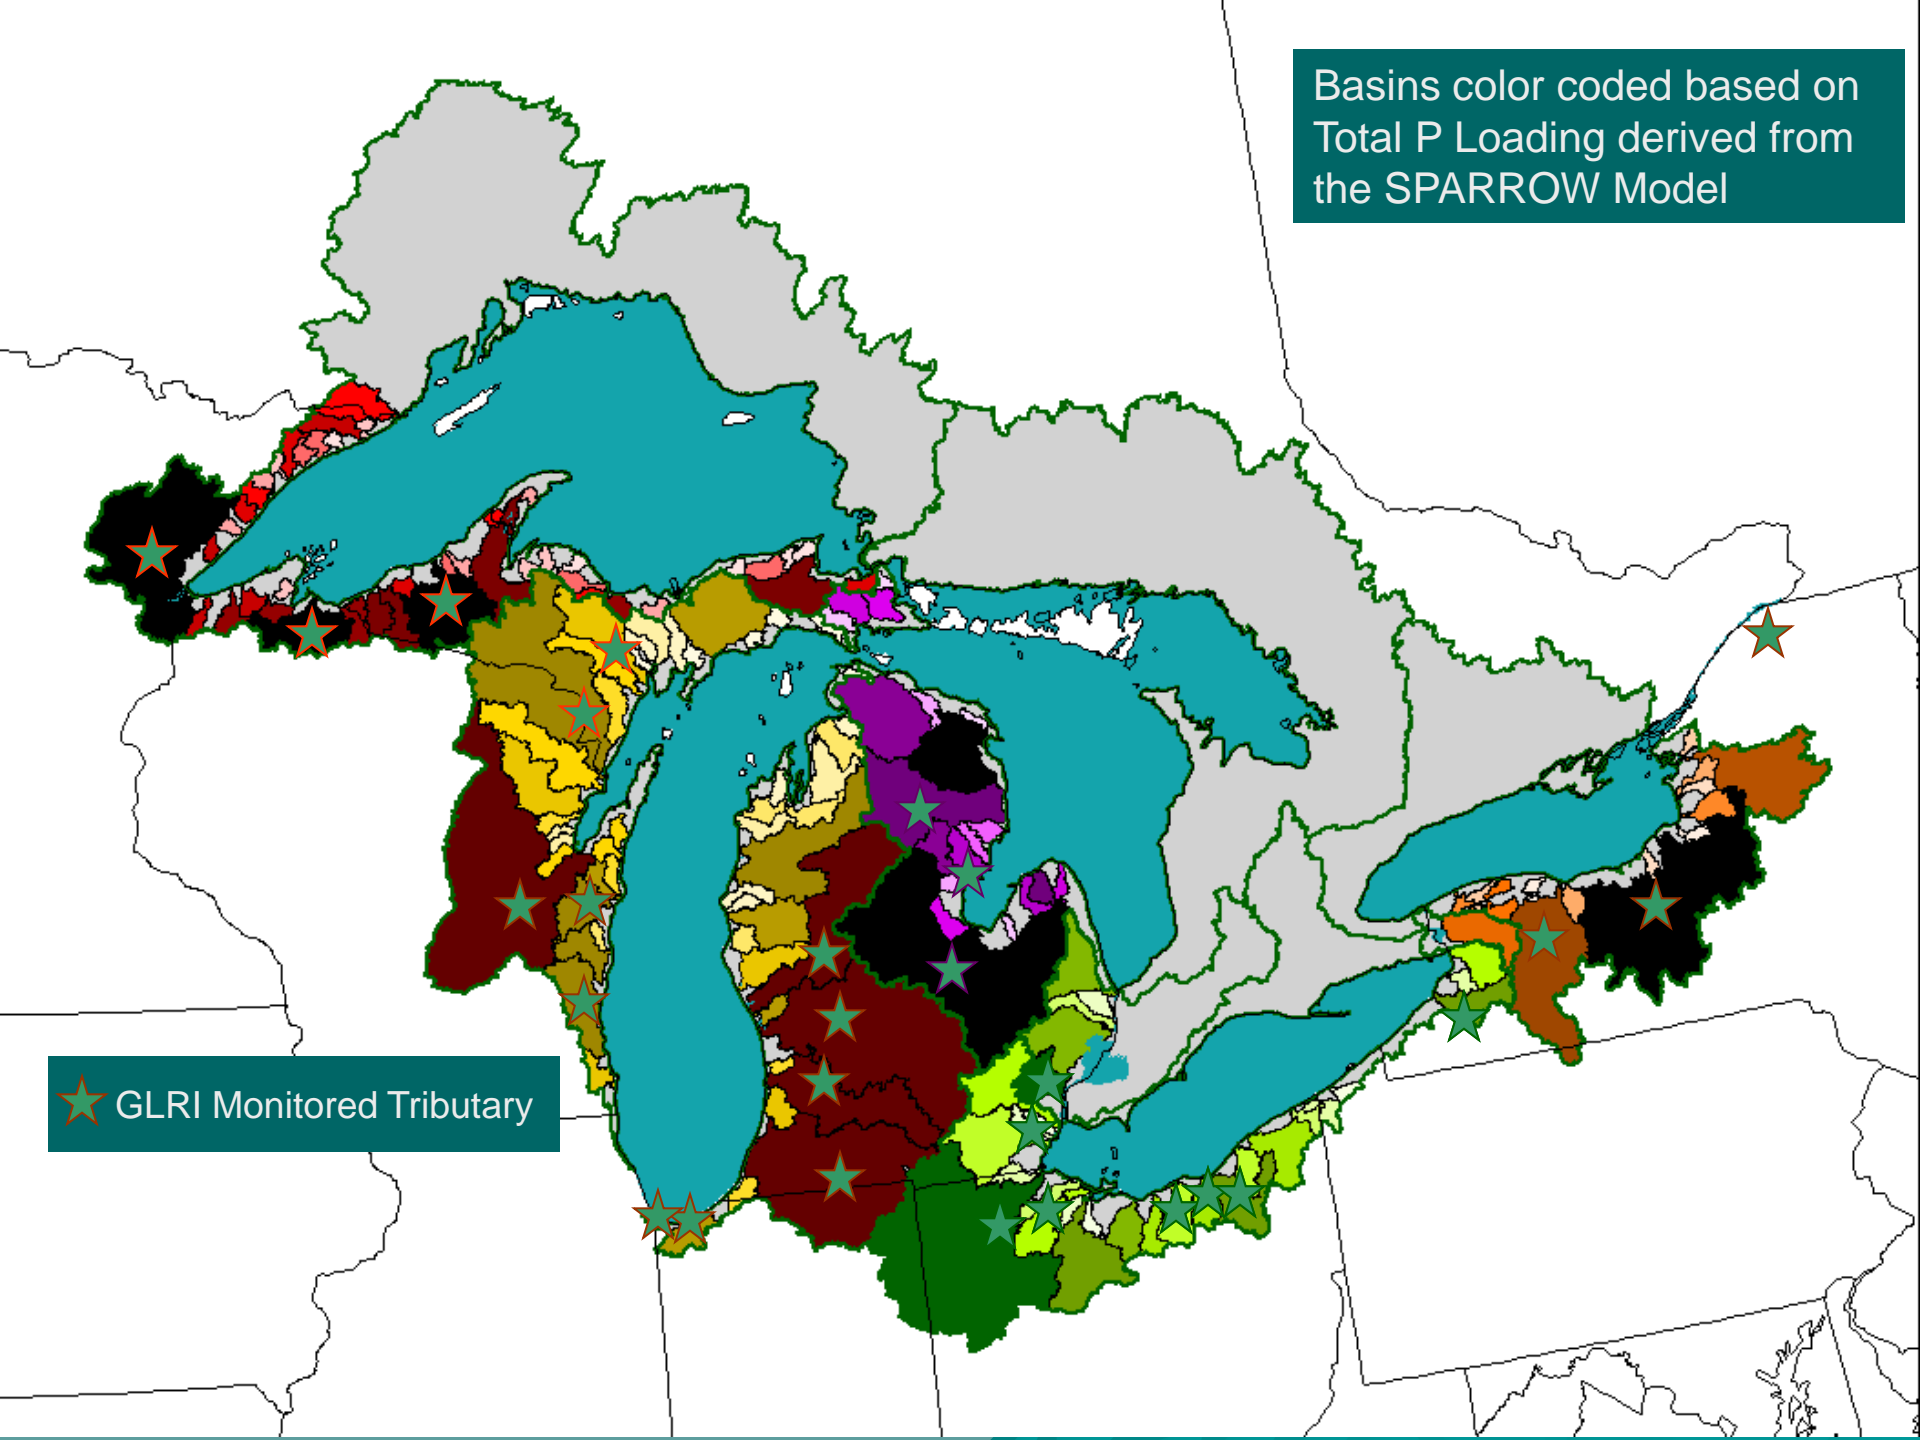 Basins color coded based on
Total P Loading derived from
the SPARROW Model
GLRI Monitored Tributary